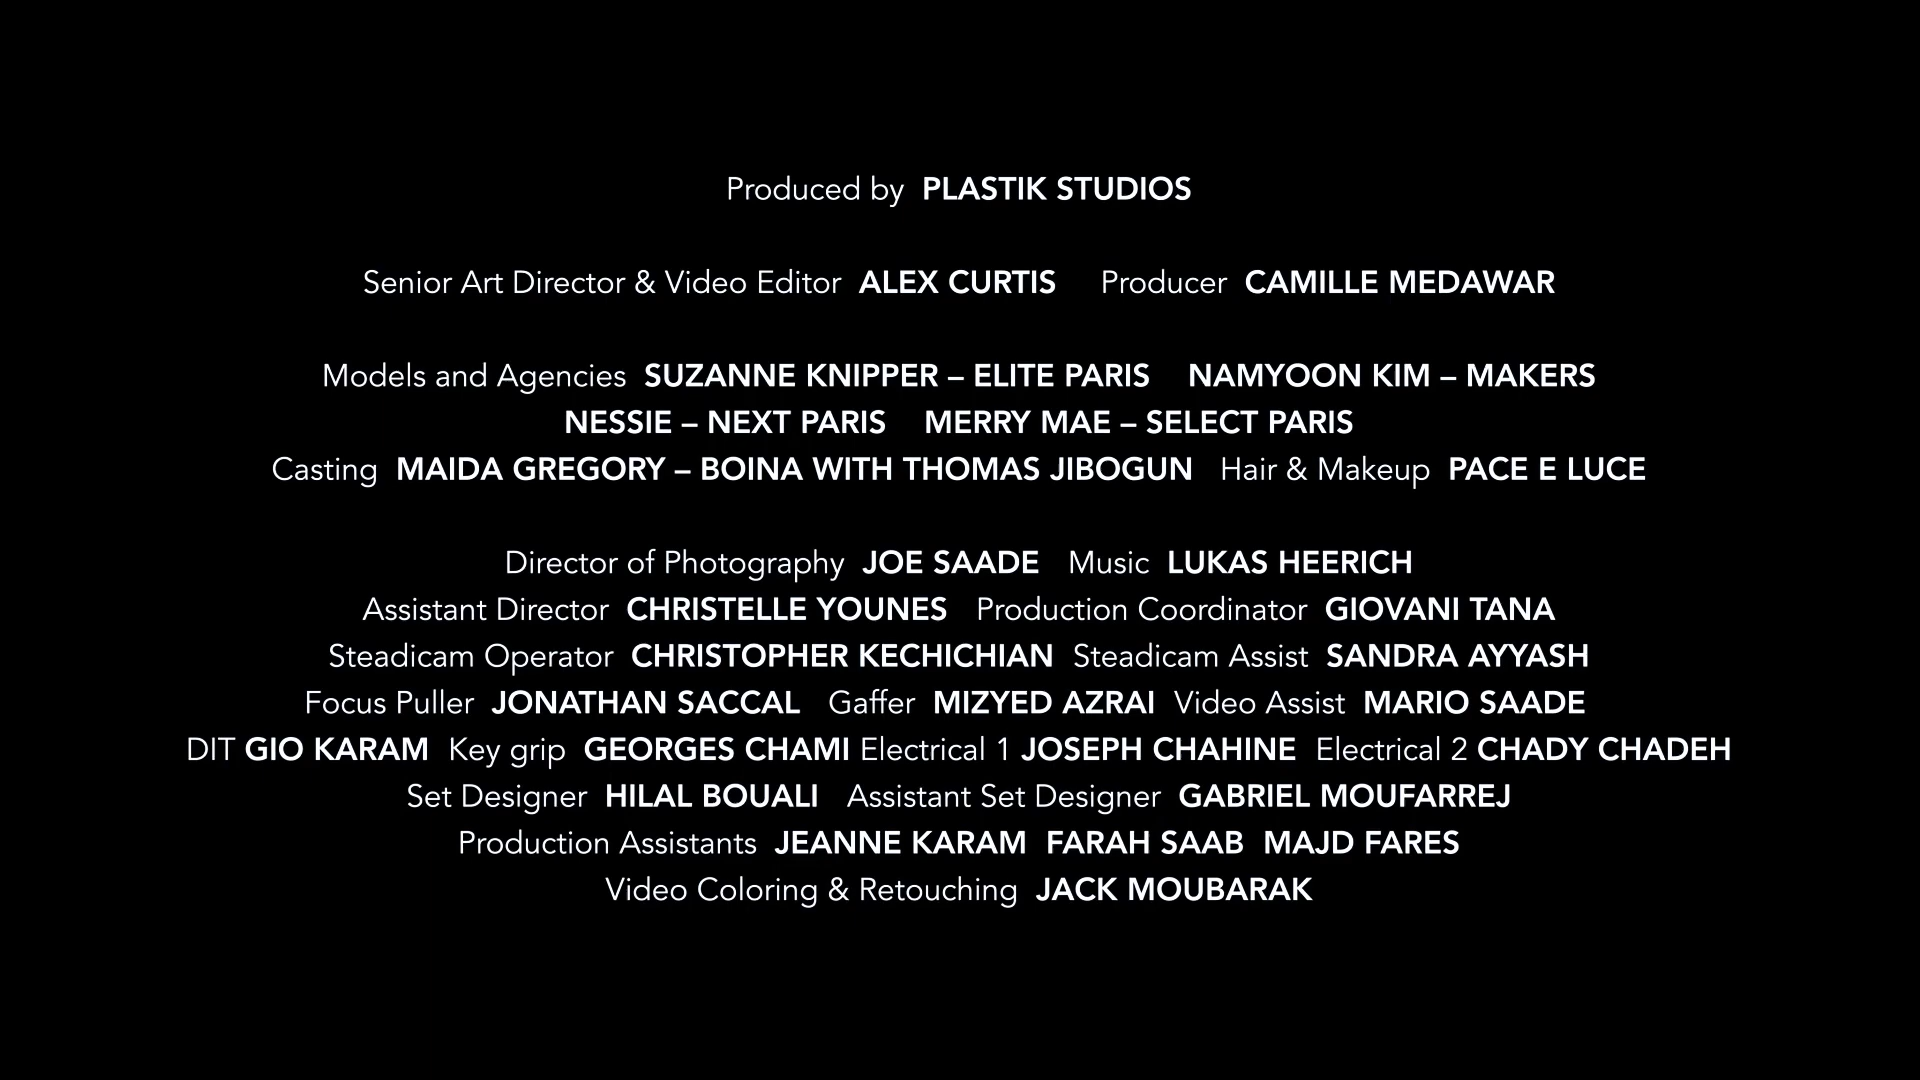 Produced by PLASTIK STUDIOS
Senior Art Director & Video Editor ALEX CURTIS Producer CAMILLE MEDAWAR
Models and Agencies SUZANNE KNIPPER – ELITE PARIS NAMYOON KIM – MAKERS
NESSIE – NEXT PARIS MERRY MAE – SELECT PARIS
Casting MAIDA GREGORY – BOINA WITH THOMAS JIBOGUN Hair & Makeup PACE E LUCE
Director of Photography JOE SAADE Music LUKAS HEERICH
Assistant Director CHRISTELLE YOUNES Production Coordinator GIOVANI TANA
Steadicam Operator CHRISTOPHER KECHICHIAN Steadicam Assist SANDRA AYYASH
Focus Puller JONATHAN SACCAL Gaffer MIZYED AZRAI Video Assist MARIO SAADE
DIT GIO KARAM Key grip GEORGES CHAMI Electrical 1 JOSEPH CHAHINE Electrical 2 CHADY CHADEH
Set Designer HILAL BOUALI Assistant Set Designer GABRIEL MOUFARREJ
Production Assistants JEANNE KARAM FARAH SAAB MAJD FARES
Video Coloring & Retouching JACK MOUBARAK